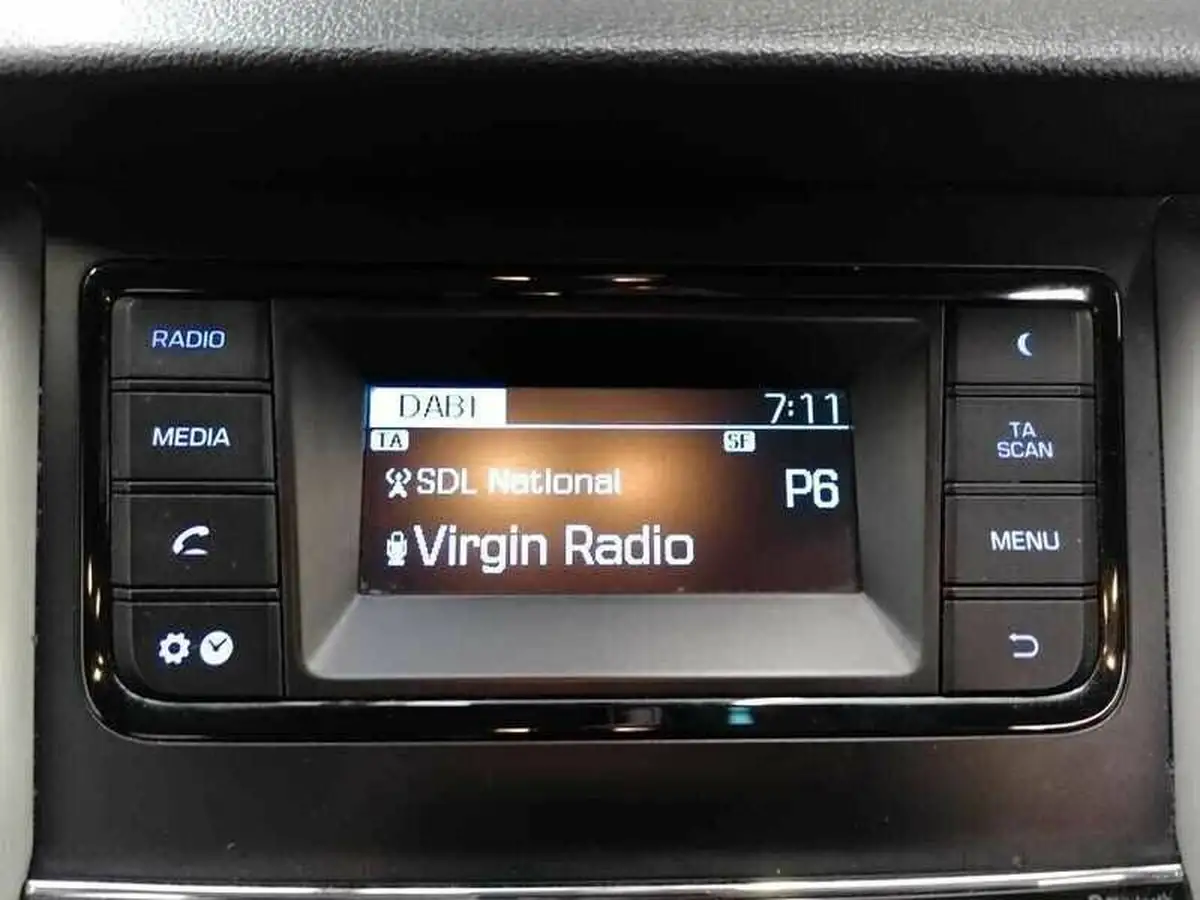 RADIO
MEDIA
DAB1 7:11
TA SF
SDL National P6
Virgin Radio
TA
SCAN
MENU